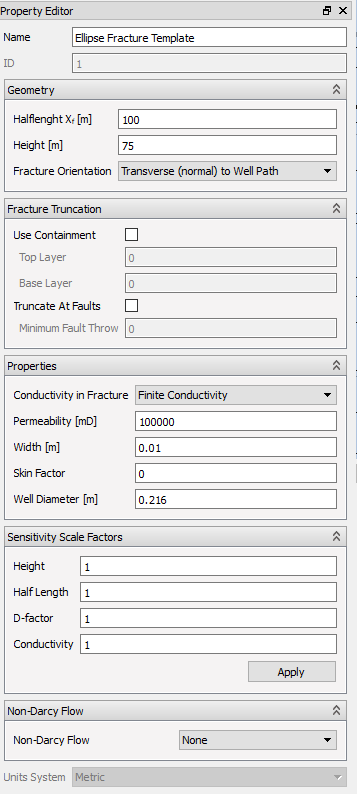 Property Editor
Name Ellipse Fracture Template
ID 1
Geometry
Halflenght Xf [m] 100
Height [m] 75
Fracture Orientation Transverse (normal) to Well Path
Fracture Truncation
Use Containment
Top Layer 0
Base Layer 0
Truncate At Faults
Minimum Fault Throw 0
Properties
Conductivity in Fracture Finite Conductivity
Permeability [mD] 100000
Width [m] 0.01
Skin Factor 0
Well Diameter [m] 0.216
Sensitivity Scale Factors
Height 1
Half Length 1
D-factor 1
Conductivity 1
Apply
Non-Darcy Flow
Non-Darcy Flow None
Units System Metric